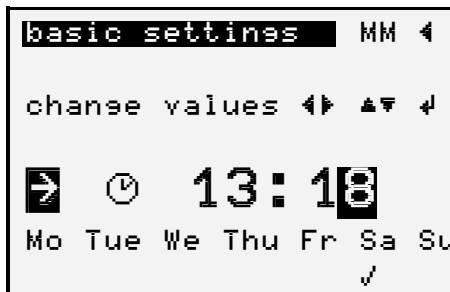 basic settings MM
change values
13:18
Mo Tue We Thu Fr Sa Su